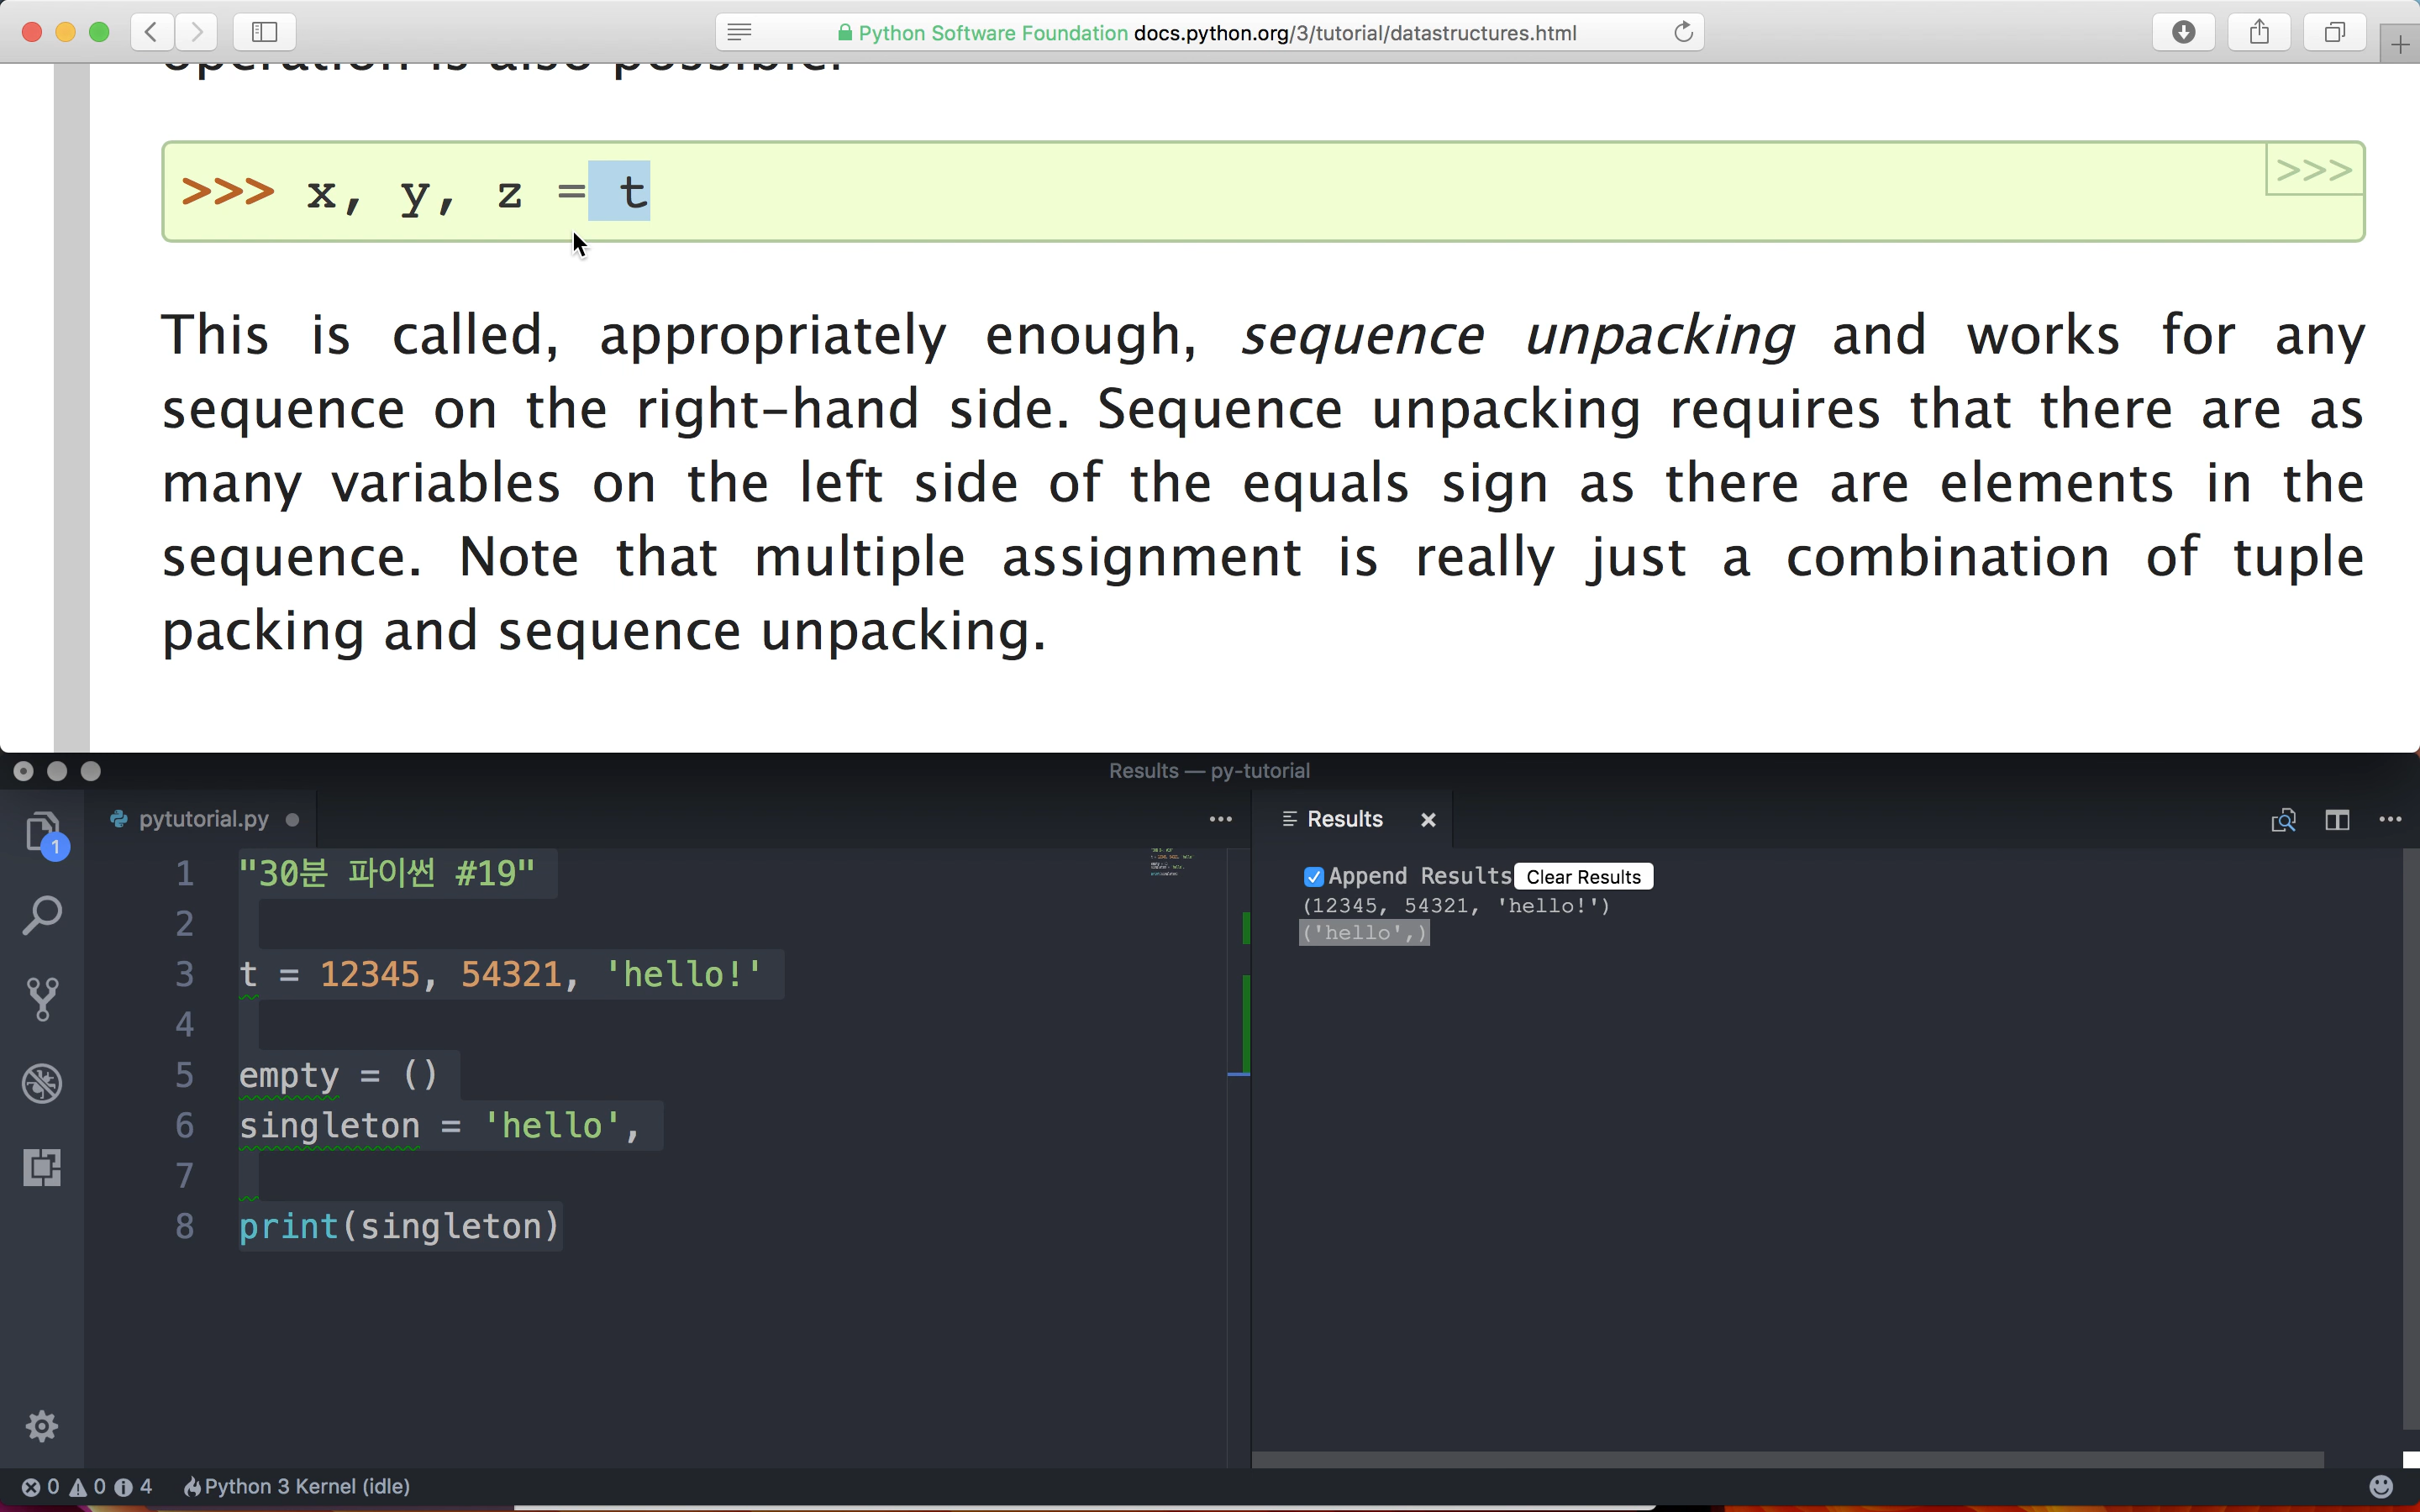 Python Software Foundation docs.python.org/3/tutorial/datastructures.html
operation is also possible:
>>> x, y, z = t
>>>
This is called, appropriately enough, sequence unpacking and works for any
sequence on the right-hand side. Sequence unpacking requires that there are as
many variables on the left side of the equals sign as there are elements in the
sequence. Note that multiple assignment is really just a combination of tuple
packing and sequence unpacking.
Results — py-tutorial
pytutorial.py
1
1 "30분 파이썬 #19"
2
3 t = 12345, 54321, 'hello!'
4
5 empty = ()
6 singleton = 'hello',
7
8 print(singleton)
Results
Append Results Clear Results
(12345, 54321, 'hello!')
('hello',)
0 0 4 Python 3 Kernel (idle)